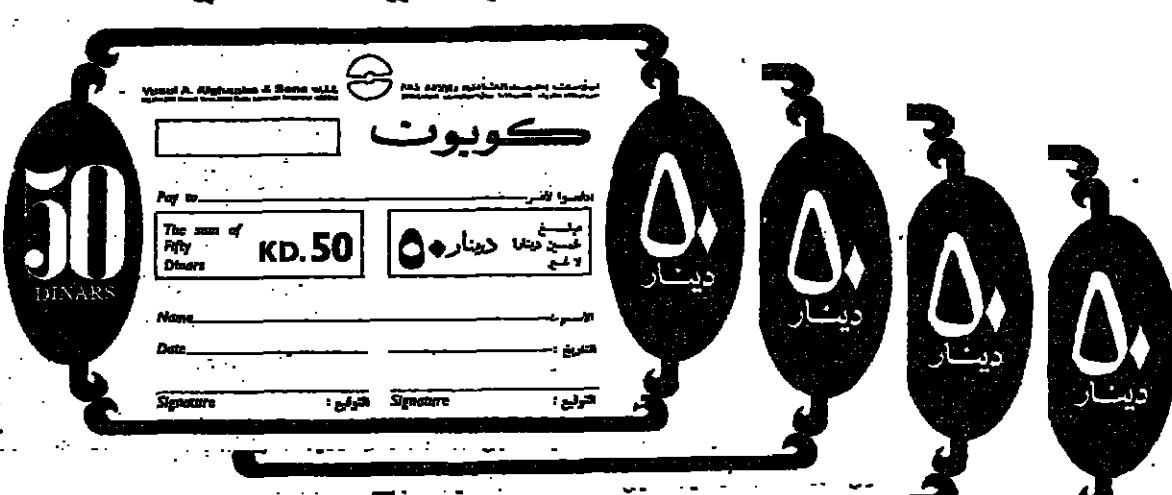 Yusuf A. Alghanim & Sons W.L.L.
كوبون
50
DINARS
Pay to
ادفعوا لأمر
The sum of
Fifty
Dinars
KD.50
مبلغ
خمسين دينارا
لا غير
دينار ٥٠
Name
الاسم
Date
التاريخ :
Signature
التوقيع :
Signature
التوقيع :
٥٠
دينار
٥٠
دينار
٥٠
دينار
٥٠
دينار